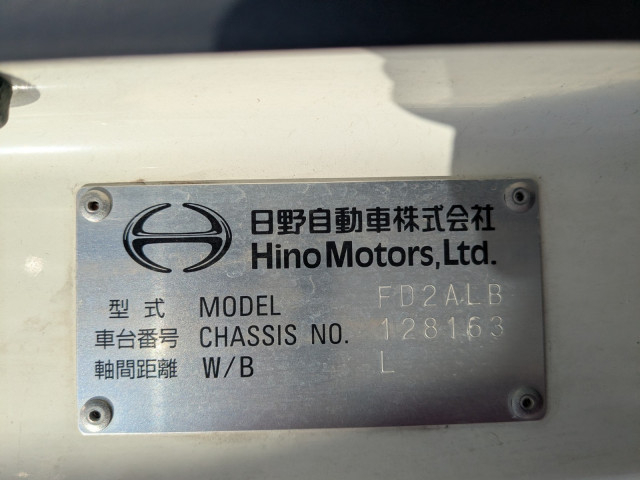 日野自動車株式会社
Hino Motors, Ltd.
型式 MODEL FD2ALB
車台番号 CHASSIS NO. 128163
軸間距離 W/B L